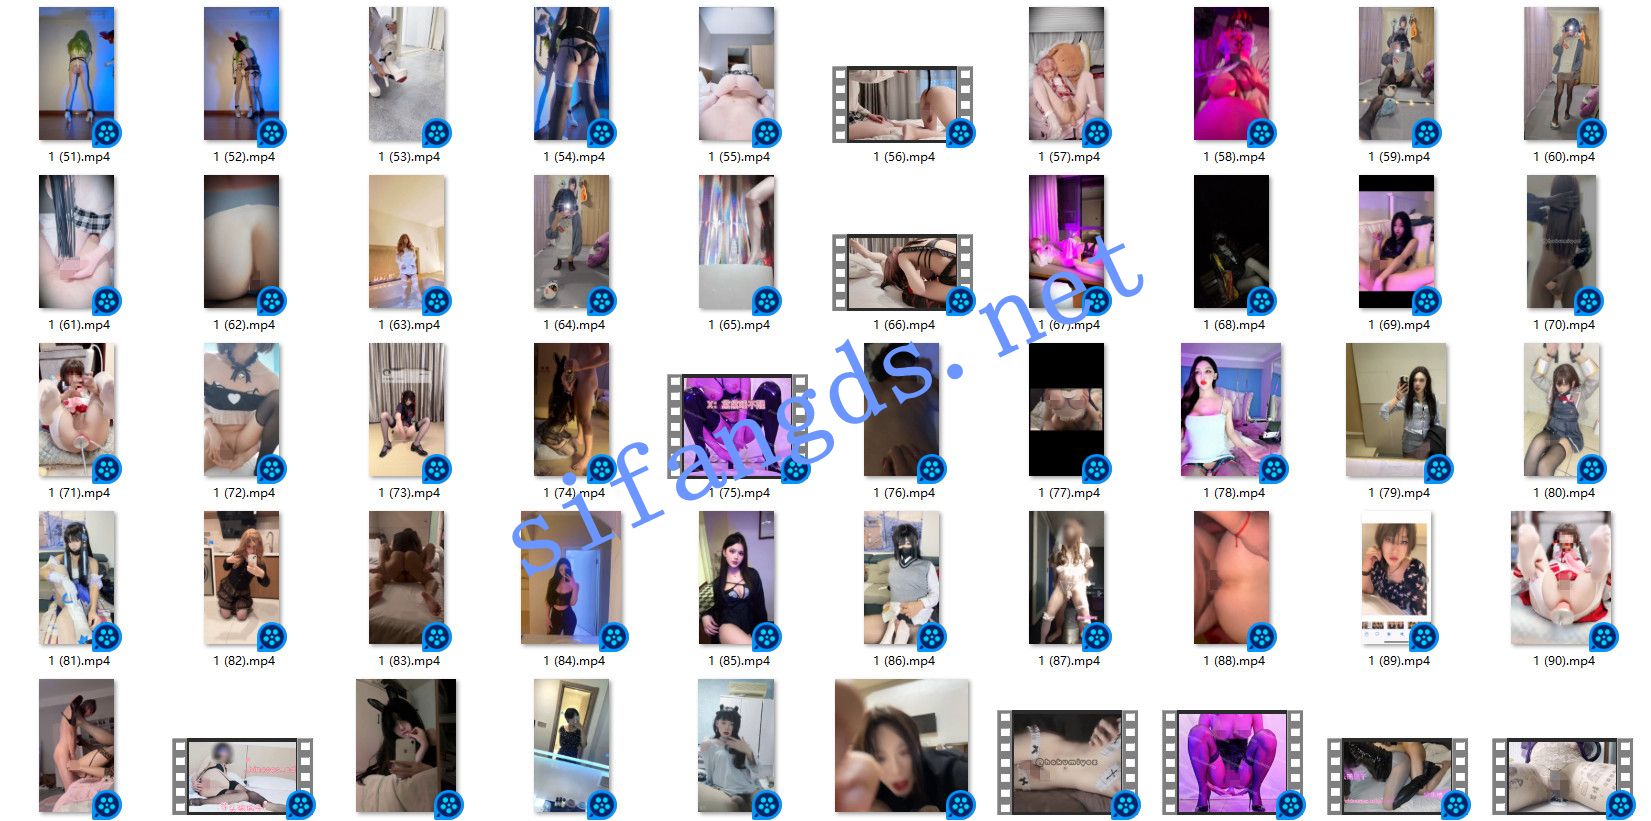 1 (51).mp4
1 (52).mp4
1 (53).mp4
1 (54).mp4
1 (55).mp4
1 (56).mp4
1 (57).mp4
1 (58).mp4
1 (59).mp4
1 (60).mp4
1 (61).mp4
1 (62).mp4
1 (63).mp4
1 (64).mp4
1 (65).mp4
1 (66).mp4
1 (67).mp4
1 (68).mp4
1 (69).mp4
1 (70).mp4
1 (71).mp4
1 (72).mp4
1 (73).mp4
1 (74).mp4
1 (75).mp4
1 (76).mp4
1 (77).mp4
1 (78).mp4
1 (79).mp4
1 (80).mp4
sifangds.net
1 (81).mp4
1 (82).mp4
1 (83).mp4
1 (84).mp4
1 (85).mp4
1 (86).mp4
1 (87).mp4
1 (88).mp4
1 (89).mp4
1 (90).mp4
@hokumiyoz